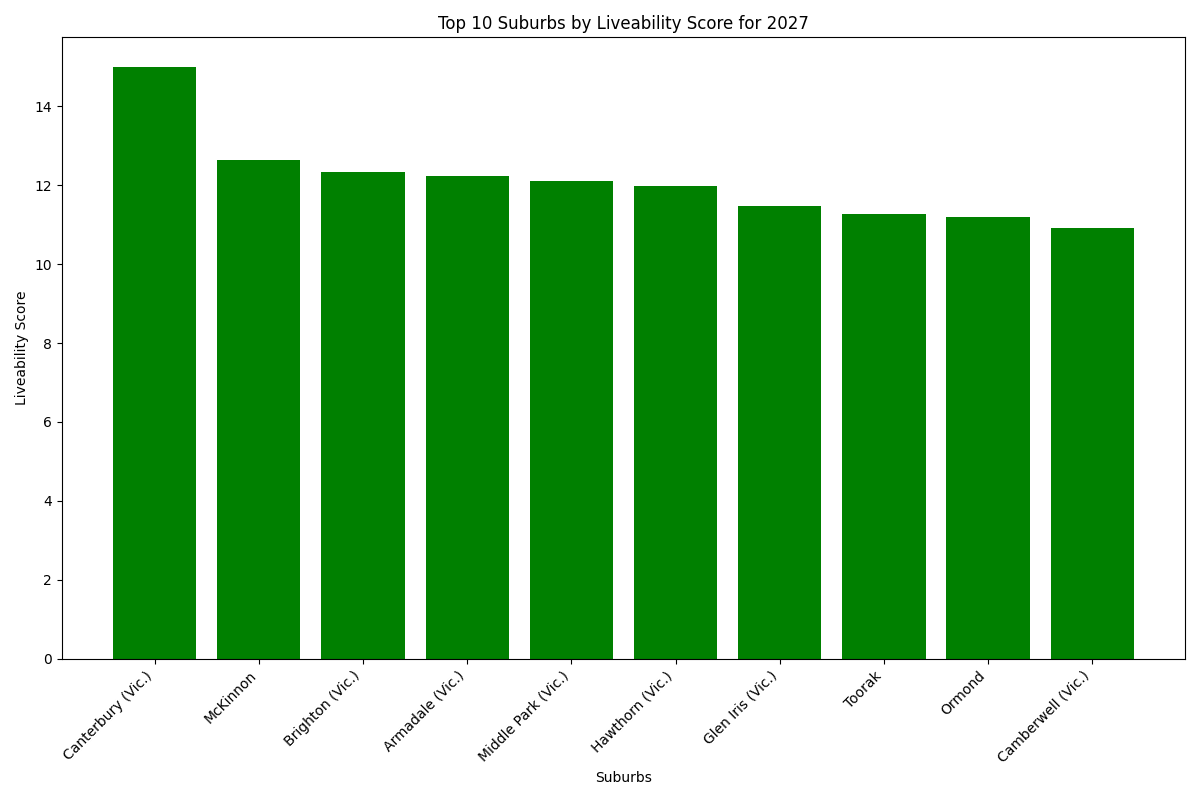 Top 10 Suburbs by Liveability Score for 2027
Liveability Score
14
12
10
8
6
4
2
0
Canterbury (Vic.)
McKinnon
Brighton (Vic.)
Armadale (Vic.)
Middle Park (Vic.)
Hawthorn (Vic.)
Glen Iris (Vic.)
Toorak
Ormond
Camberwell (Vic.)
Suburbs